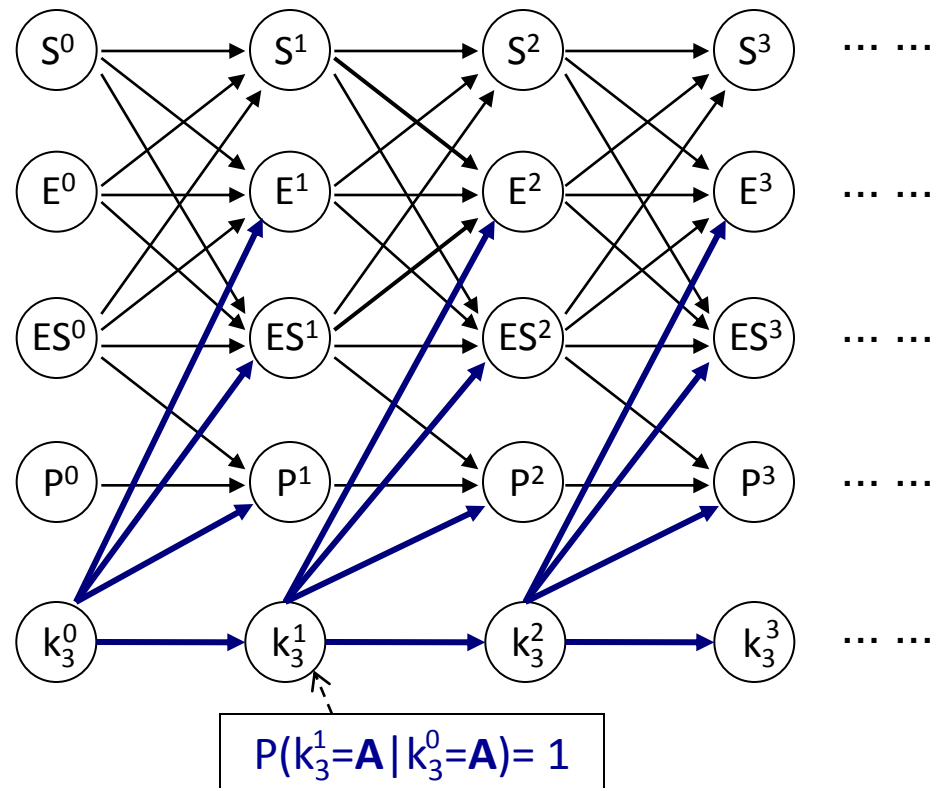 S⁰ S¹ S² S³ ... ...
E⁰ E¹ E² E³ ... ...
ES⁰ ES¹ ES² ES³ ... ...
P⁰ P¹ P² P³ ... ...
k₃⁰ k₃¹ k₃² k₃³ ... ...
P(k₃¹=A|k₃⁰=A)= 1